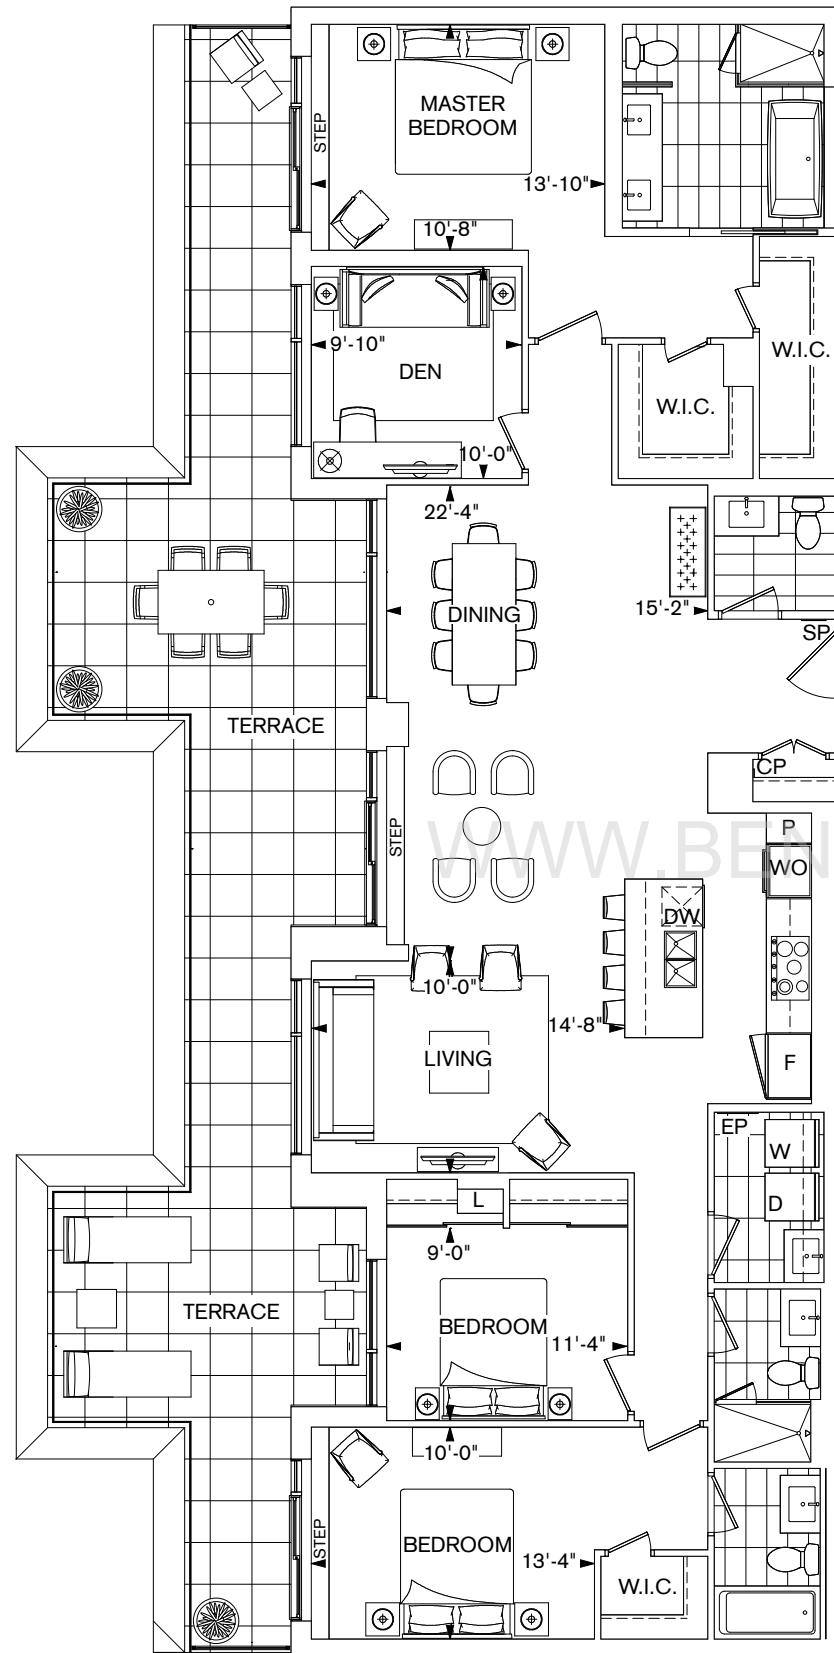 MASTER
BEDROOM
STEP
13'-10"
10'-8"
9'-10"
DEN
10'-0"
W.I.C.
W.I.C.
22'-4"
DINING
15'-2"
SP
TERRACE
CP
STEP
P
WWW.BEN
WO
DW
10'-0"
14'-8"
LIVING
F
EP
W
D
L
9'-0"
TERRACE
BEDROOM
11'-4"
10'-0"
STEP
BEDROOM
13'-4"
W.I.C.